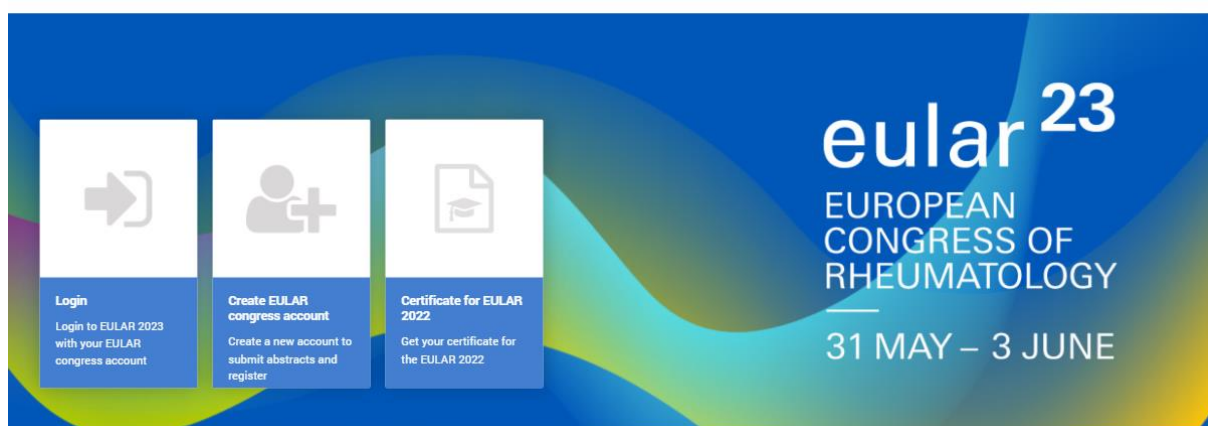 Login
Login to EULAR 2023
with your EULAR
congress account
Create EULAR
congress account
Create a new account to
submit abstracts and
register
Certificate for EULAR
2022
Get your certificate for
the EULAR 2022
eular 23
EUROPEAN
CONGRESS OF
RHEUMATOLOGY
31 MAY – 3 JUNE